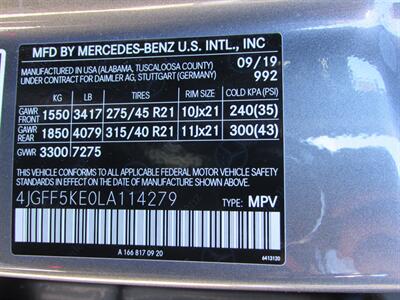 MFD BY MERCEDES-BENZ U.S. INTL., INC
MANUFACTURED IN USA (ALABAMA, TUSCALOOSA COUNTY) 09/19
UNDER CONTRACT FOR DAIMLER AG, STUTTGART (GERMANY) 992
KG LB TIRES RIM SIZE COLD KPA (PSI)
GAWR FRONT 1550 3417 275/45 R21 10Jx21 240(35)
GAWR REAR 1850 4079 315/40 R21 11Jx21 300(43)
GVWR 3300 7275
THIS VEHICLE CONFORMS TO ALL APPLICABLE FEDERAL MOTOR VEHICLE SAFETY
STANDARDS IN EFFECT ON THE DATE OF MANUFACTURE SHOWN ABOVE.
4JGFF5KE0LA114279 TYPE: MPV
A 166 817 09 20
6413120